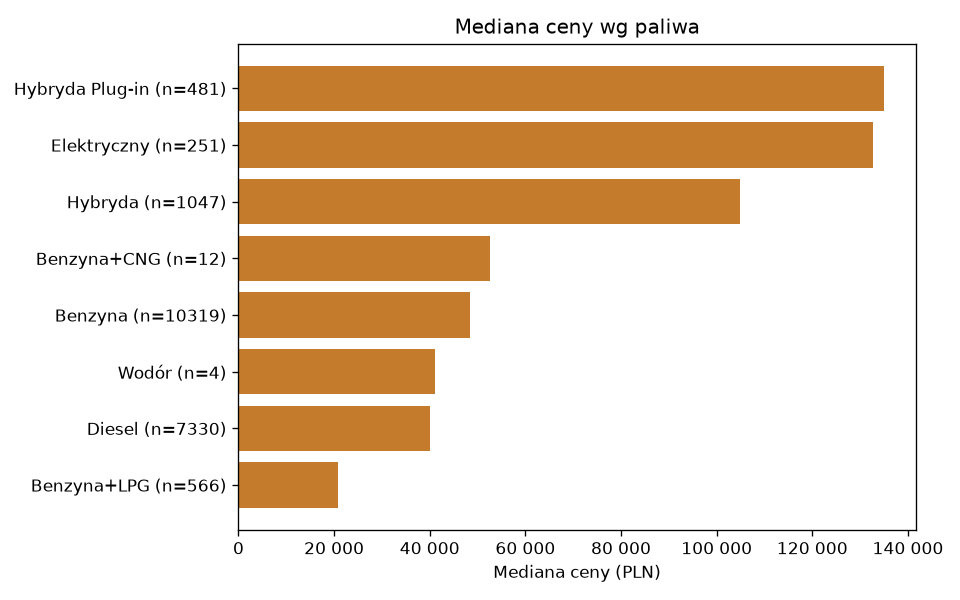 Mediana ceny wg paliwa
Hybryda Plug-in (n=481)
Elektryczny (n=251)
Hybryda (n=1047)
Benzyna+CNG (n=12)
Benzyna (n=10319)
Wodór (n=4)
Diesel (n=7330)
Benzyna+LPG (n=566)
0 20 000 40 000 60 000 80 000 100 000 120 000 140 000
Mediana ceny (PLN)